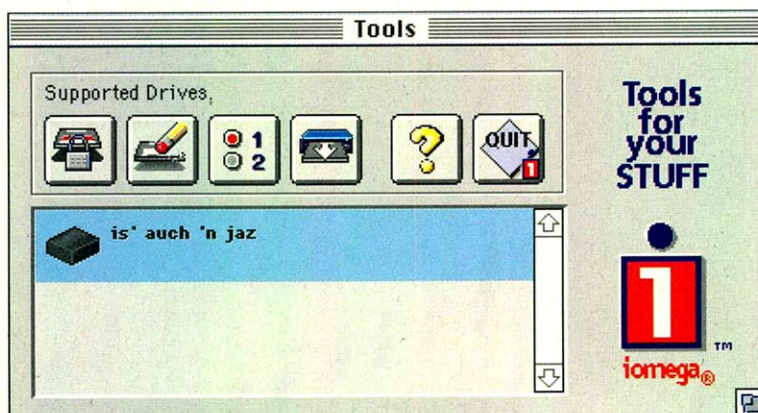 Tools
Supported Drives,
1
2
QUIT
1
is' auch 'n jaz
Tools
for
your
STUFF
1
TM
iomega®